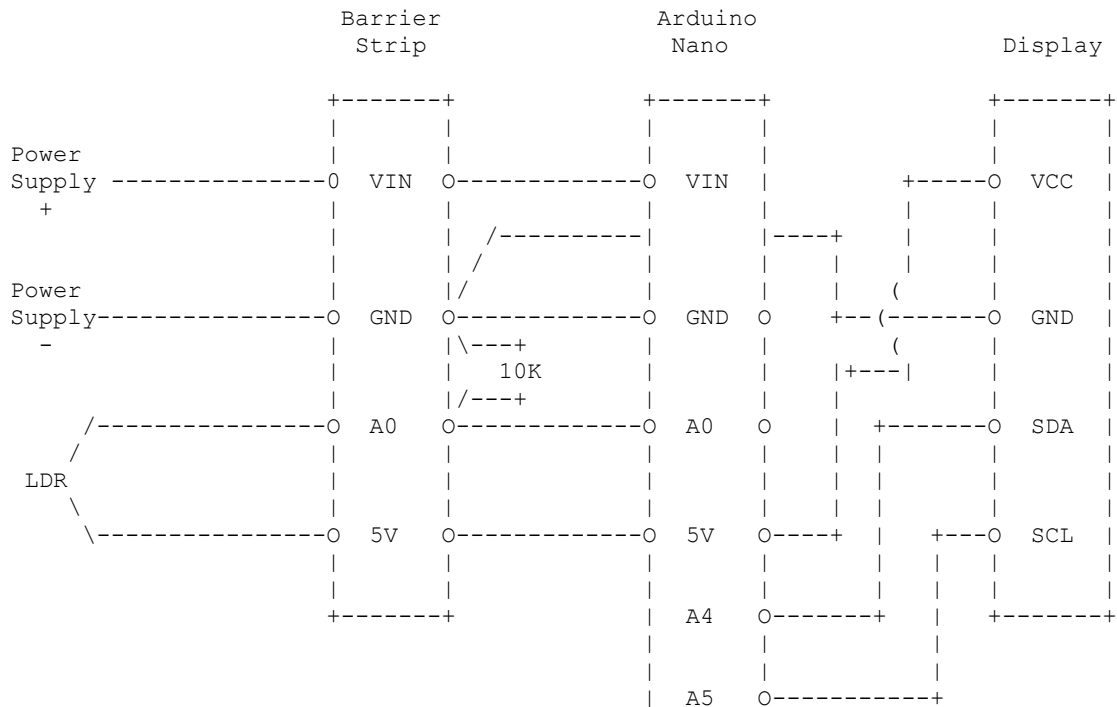 Barrier Arduino
Strip Nano Display
Power
Supply 0 VIN O O VIN +-----O VCC
+
Power
Supply O GND O O GND O O GND
-
10K
O A0 O O A0 O O SDA
LDR
O 5V O O 5V O O SCL
A4 O
A5 O